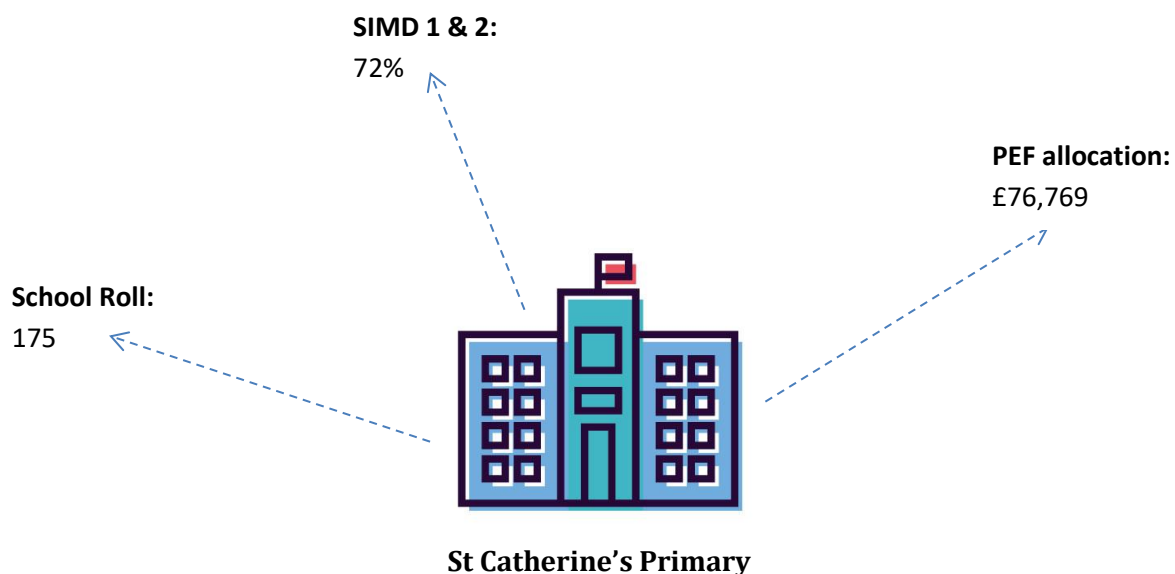 SIMD 1 & 2:
72%
PEF allocation:
£76,769
School Roll:
175
St Catherine’s Primary